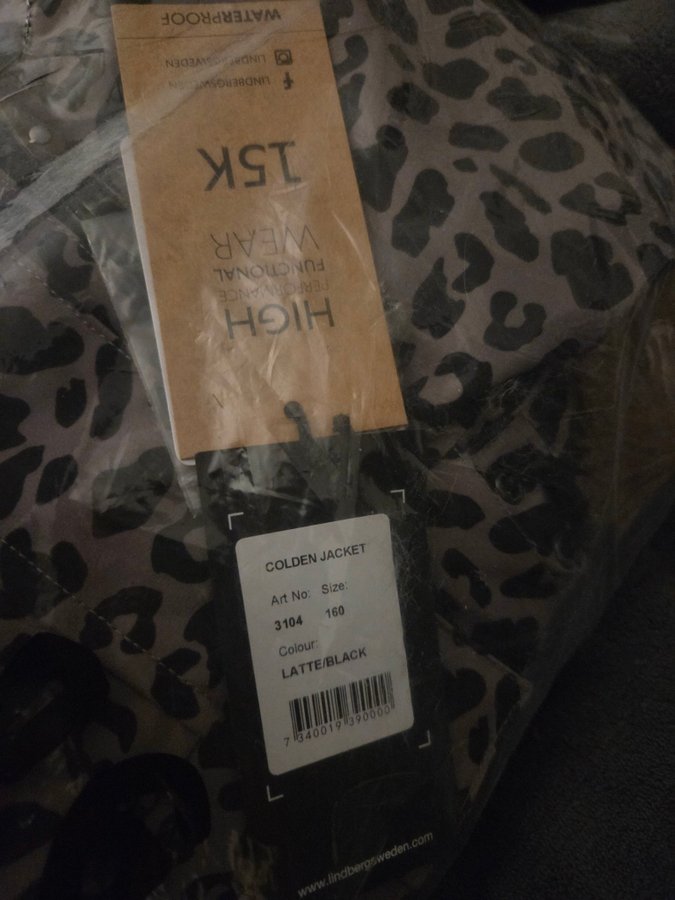 WATERPROOF
LINDBERGSWEDEN
LINDBERGSWEDEN
15K
HIGH
PERFORMANCE
FUNCTIONAL
WEAR
COLDEN JACKET
Art No: Size:
3104 160
Colour:
LATTE/BLACK
7 340019 390000
www.lindbergsweden.com